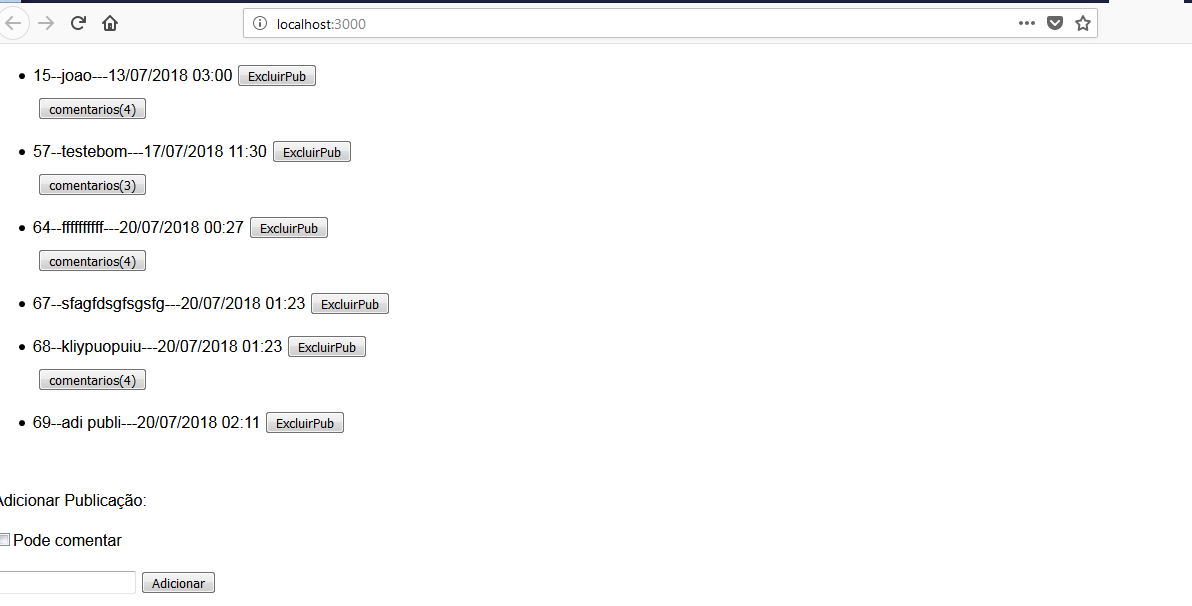 localhost:3000
15--joao---13/07/2018 03:00 ExcluirPub
comentarios(4)
57--testebom---17/07/2018 11:30 ExcluirPub
comentarios(3)
64--ffffffffff---20/07/2018 00:27 ExcluirPub
comentarios(4)
67--sfagfdsgfsgsfg---20/07/2018 01:23 ExcluirPub
68--kliypuopuiu---20/07/2018 01:23 ExcluirPub
comentarios(4)
69--adi publi---20/07/2018 02:11 ExcluirPub
Adicionar Publicação:
Pode comentar
Adicionar